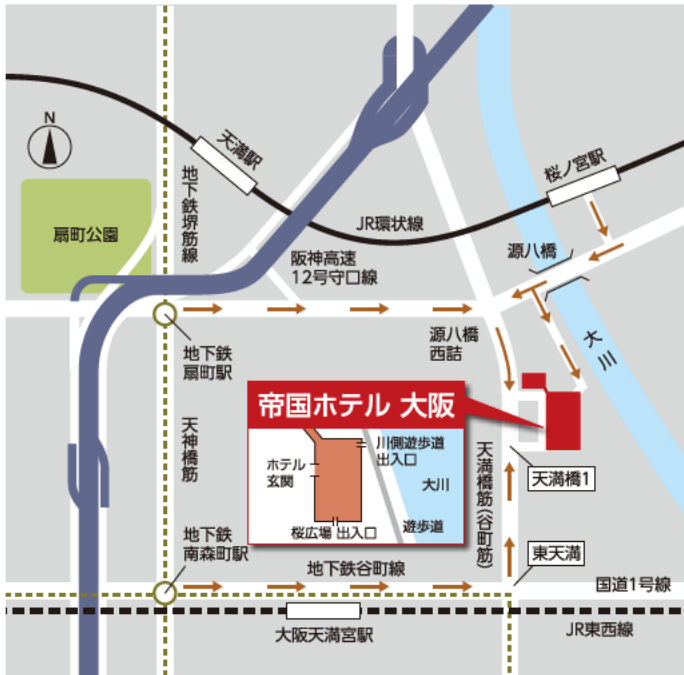 N
天満駅
桜ノ宮駅
地下鉄堺筋線
扇町公園
JR環状線
源八橋
阪神高速
12号守口線
源八橋
西詰
大川
地下鉄
扇町駅
帝国ホテル 大阪
川側遊歩道
出入口
ホテル
玄関
大川
桜広場 出入口
遊歩道
天神橋筋
天満橋筋(谷町筋)
天満橋1
地下鉄
南森町駅
東天満
地下鉄谷町線
国道1号線
大阪天満宮駅
JR東西線